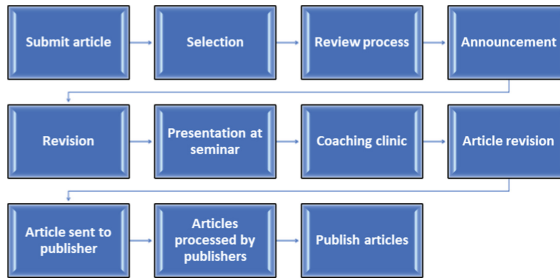 Submit article
Selection
Review process
Announcement
Revision
Presentation at
seminar
Coaching clinic
Article revision
Article sent to
publisher
Articles
processed by
publishers
Publish articles